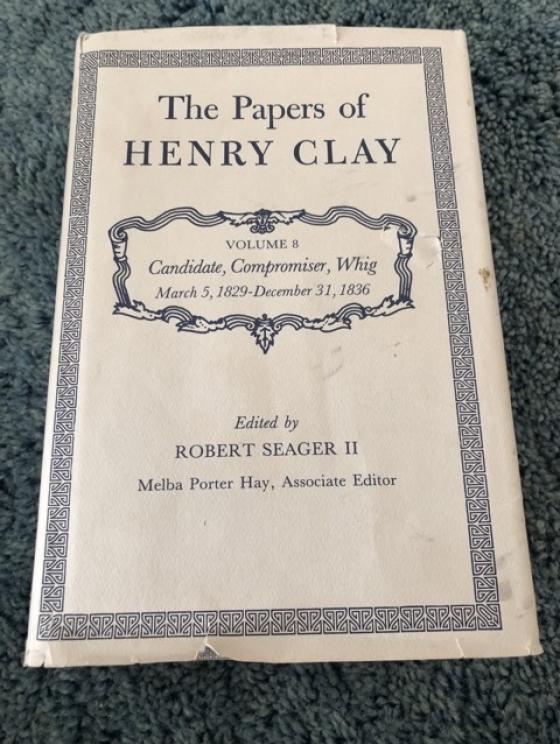 The Papers of
HENRY CLAY
VOLUME 8
Candidate, Compromiser, Whig
March 5, 1829-December 31, 1836
Edited by
ROBERT SEAGER II
Melba Porter Hay, Associate Editor